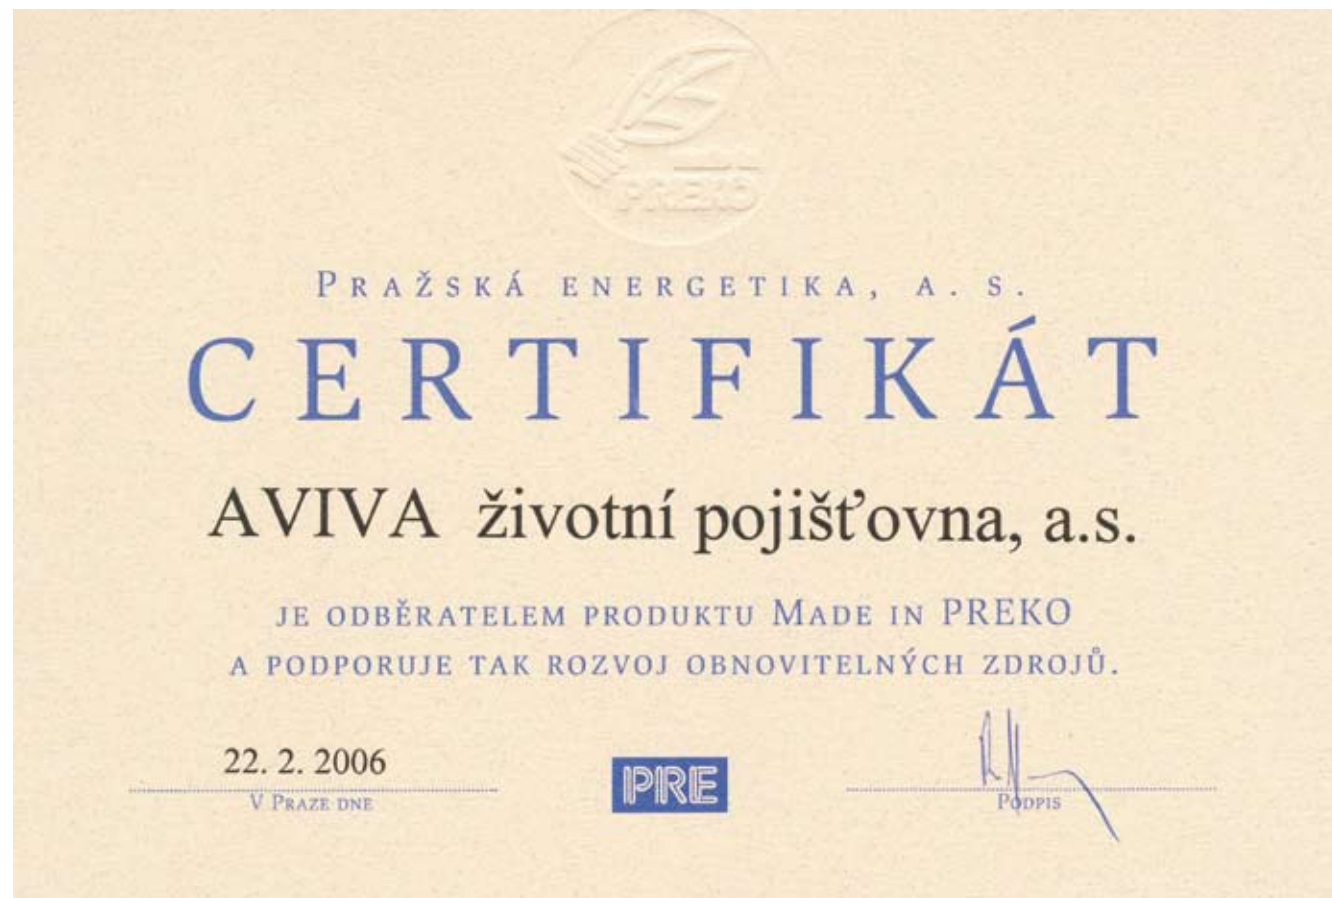 PREKO
PRAŽSKÁ ENERGETIKA, A. S.
CERTIFIKÁT
AVIVA životní pojišťovna, a.s.
JE ODBĚRATELEM PRODUKTU MADE IN PREKO
A PODPORUJE TAK ROZVOJ OBNOVITELNÝCH ZDROJŮ.
22. 2. 2006
V PRAZE DNE
PRE
PODPIS